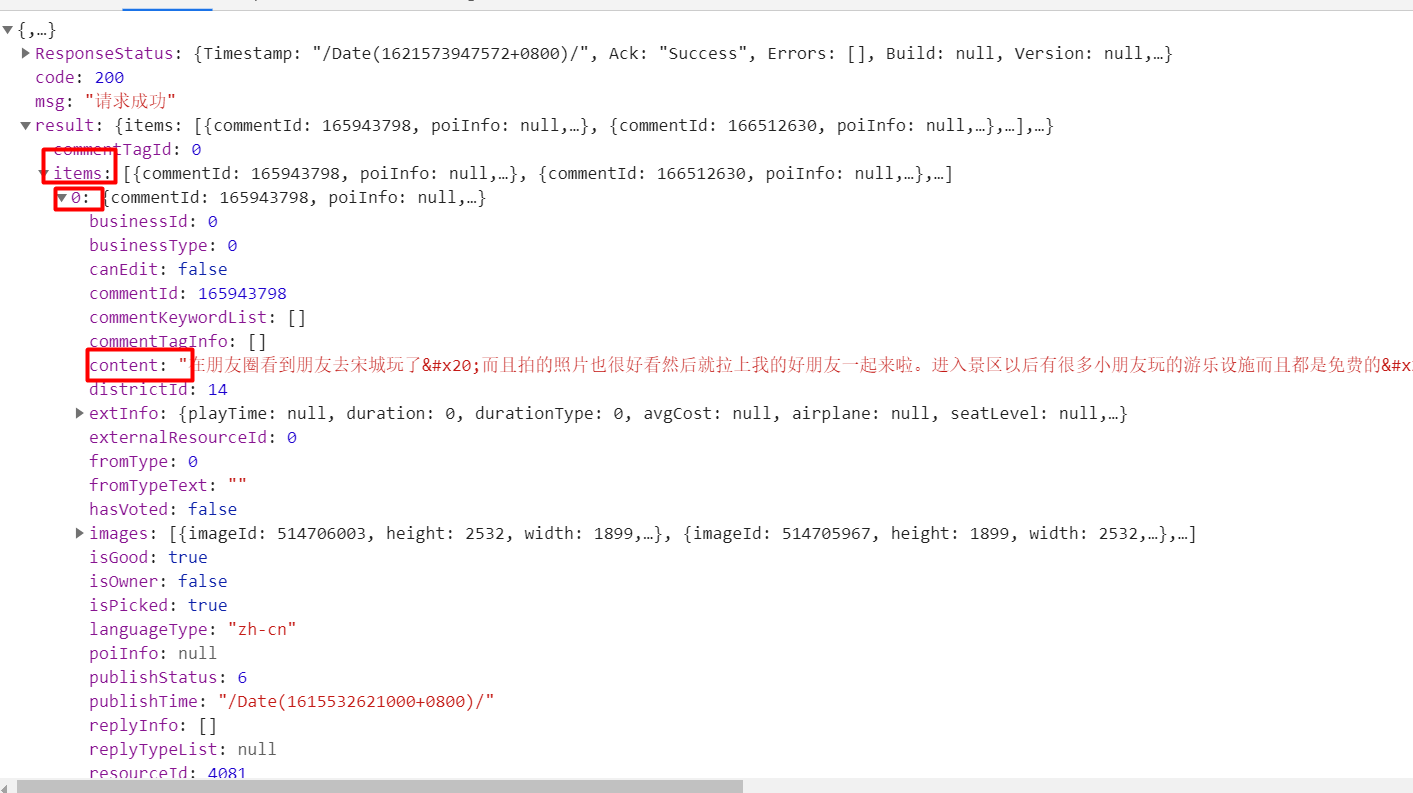 {,…}
ResponseStatus: {Timestamp: "/Date(1621573947572+0800)/", Ack: "Success", Errors: [], Build: null, Version: null,…}
code: 200
msg: "请求成功"
result: {items: [{commentId: 165943798, poiInfo: null,…}, {commentId: 166512630, poiInfo: null,…},…],…}
commentTagId: 0
items: [{commentId: 165943798, poiInfo: null,…}, {commentId: 166512630, poiInfo: null,…},…]
0: {commentId: 165943798, poiInfo: null,…}
businessId: 0
businessType: 0
canEdit: false
commentId: 165943798
commentKeywordList: []
commentTagInfo: []
content: "在朋友圈看到朋友去宋城玩了&#x20;而且拍的照片也很好看然后就拉上我的好朋友一起来啦。进入景区以后有很多小朋友玩的游乐设施而且都是免费的&#x
districtId: 14
extInfo: {playTime: null, duration: 0, durationType: 0, avgCost: null, airplane: null, seatLevel: null,…}
externalResourceId: 0
fromType: 0
fromTypeText: ""
hasVoted: false
images: [{imageId: 514706003, height: 2532, width: 1899,…}, {imageId: 514705967, height: 1899, width: 2532,…},…]
isGood: true
isOwner: false
isPicked: true
languageType: "zh-cn"
poiInfo: null
publishStatus: 6
publishTime: "/Date(1615532621000+0800)/"
replyInfo: []
replyTypeList: null
resourceId: 4081